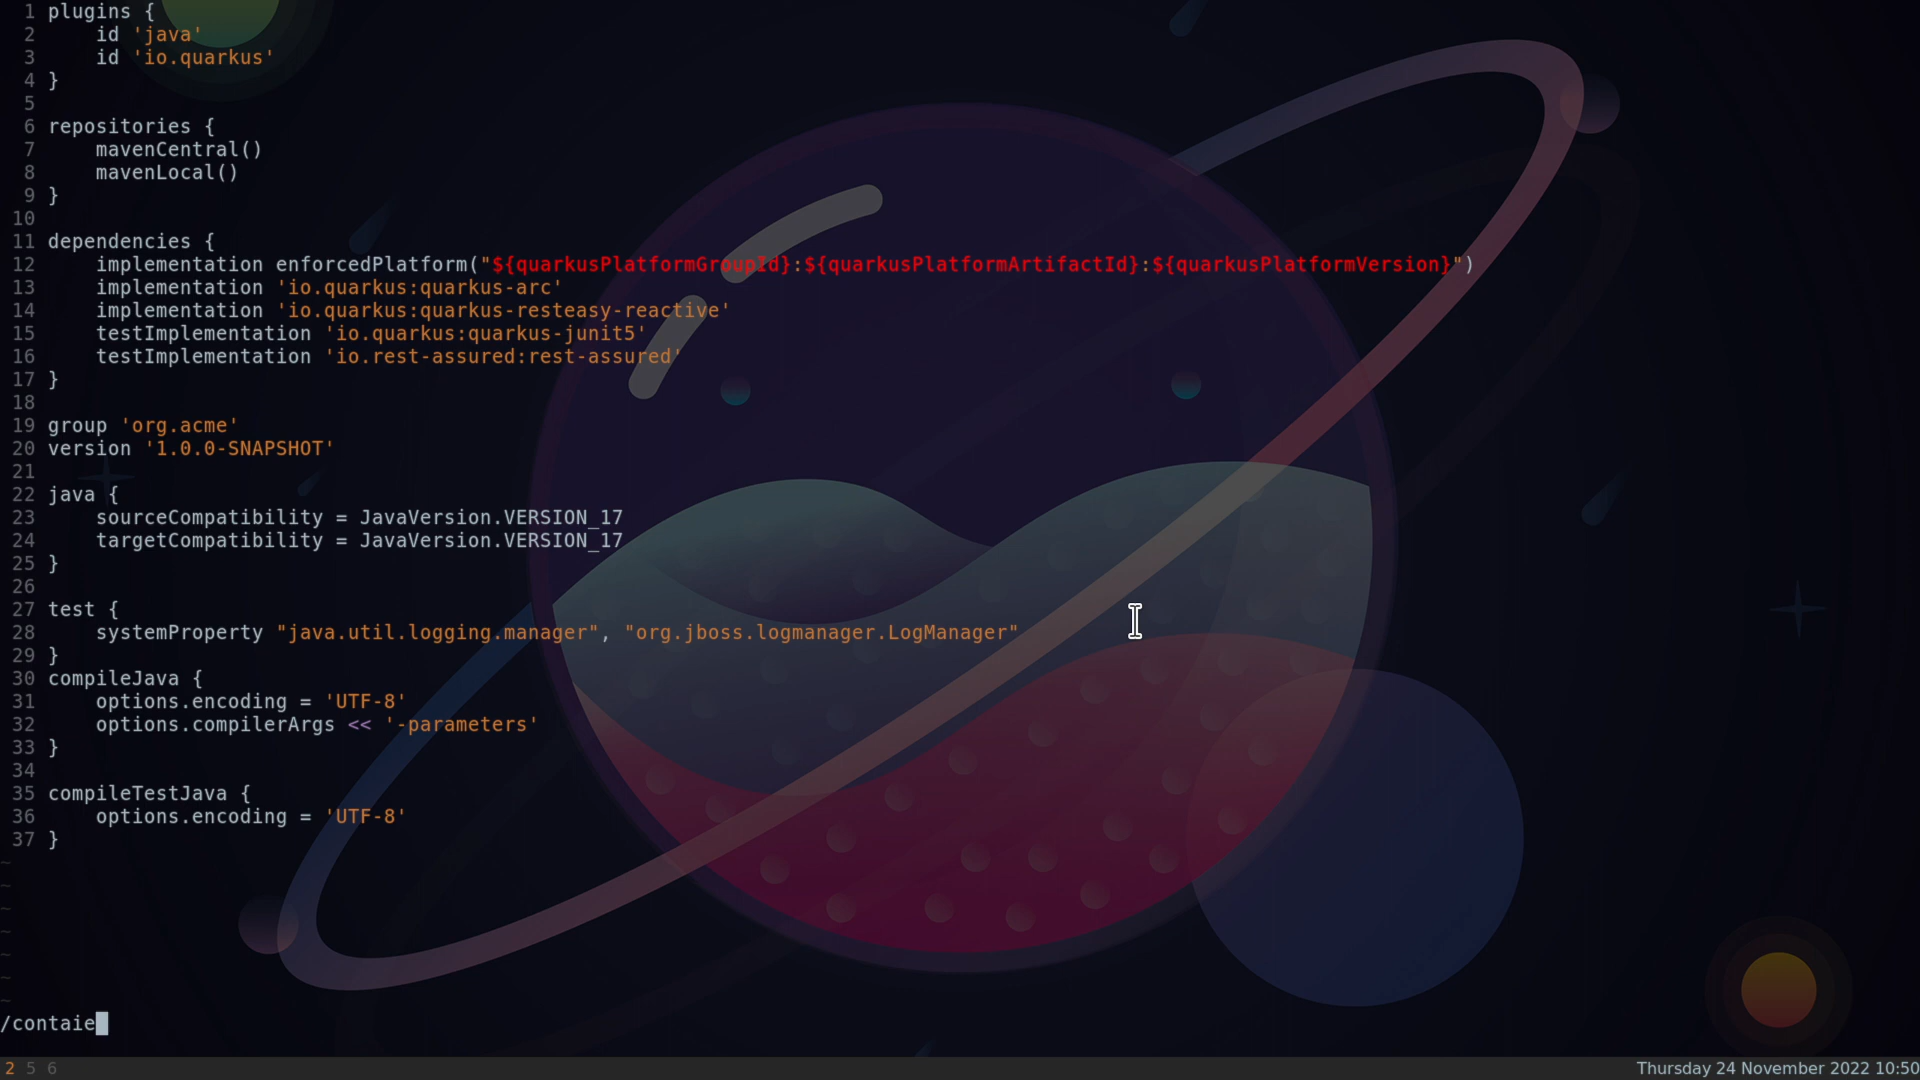 1 plugins {
2     id 'java'
3     id 'io.quarkus'
4 }
5
6 repositories {
7     mavenCentral()
8     mavenLocal()
9 }
10
11 dependencies {
12     implementation enforcedPlatform("${quarkusPlatformGroupId}:${quarkusPlatformArtifactId}:${quarkusPlatformVersion}")
13     implementation 'io.quarkus:quarkus-arc'
14     implementation 'io.quarkus:quarkus-resteasy-reactive'
15     testImplementation 'io.quarkus:quarkus-junit5'
16     testImplementation 'io.rest-assured:rest-assured'
17 }
18
19 group 'org.acme'
20 version '1.0.0-SNAPSHOT'
21
22 java {
23     sourceCompatibility = JavaVersion.VERSION_17
24     targetCompatibility = JavaVersion.VERSION_17
25 }
26
27 test {
28     systemProperty "java.util.logging.manager", "org.jboss.logmanager.LogManager"
29 }
30 compileJava {
31     options.encoding = 'UTF-8'
32     options.compilerArgs << '-parameters'
33 }
34
35 compileTestJava {
36     options.encoding = 'UTF-8'
37 }
~
~
~
~
~
~
~
/contaie
2 5 6 Thursday 24 November 2022 10:50